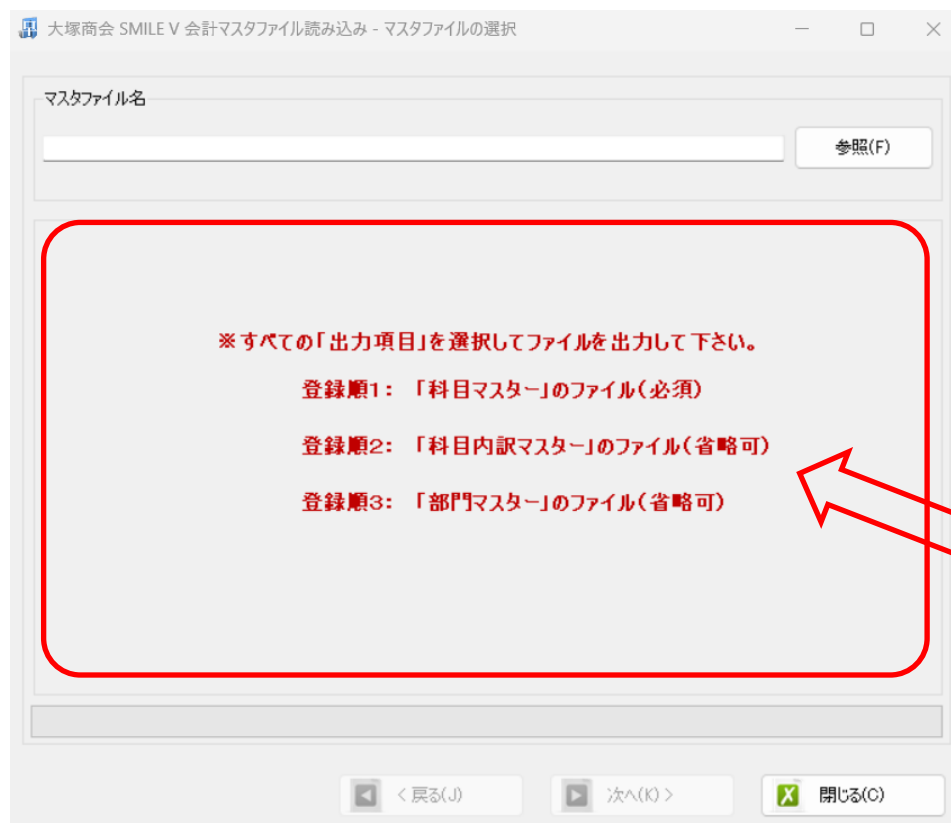 大塚商会 SMILE V 会計マスタファイル読み込み - マスタファイルの選択
マスタファイル名
参照(F)
※すべての「出力項目」を選択してファイルを出力して下さい。
登録順1：「科目マスター」のファイル(必須)
登録順2：「科目内訳マスター」のファイル(省略可)
登録順3：「部門マスター」のファイル(省略可)
< 戻る(J)
次へ(K) >
閉じる(C)